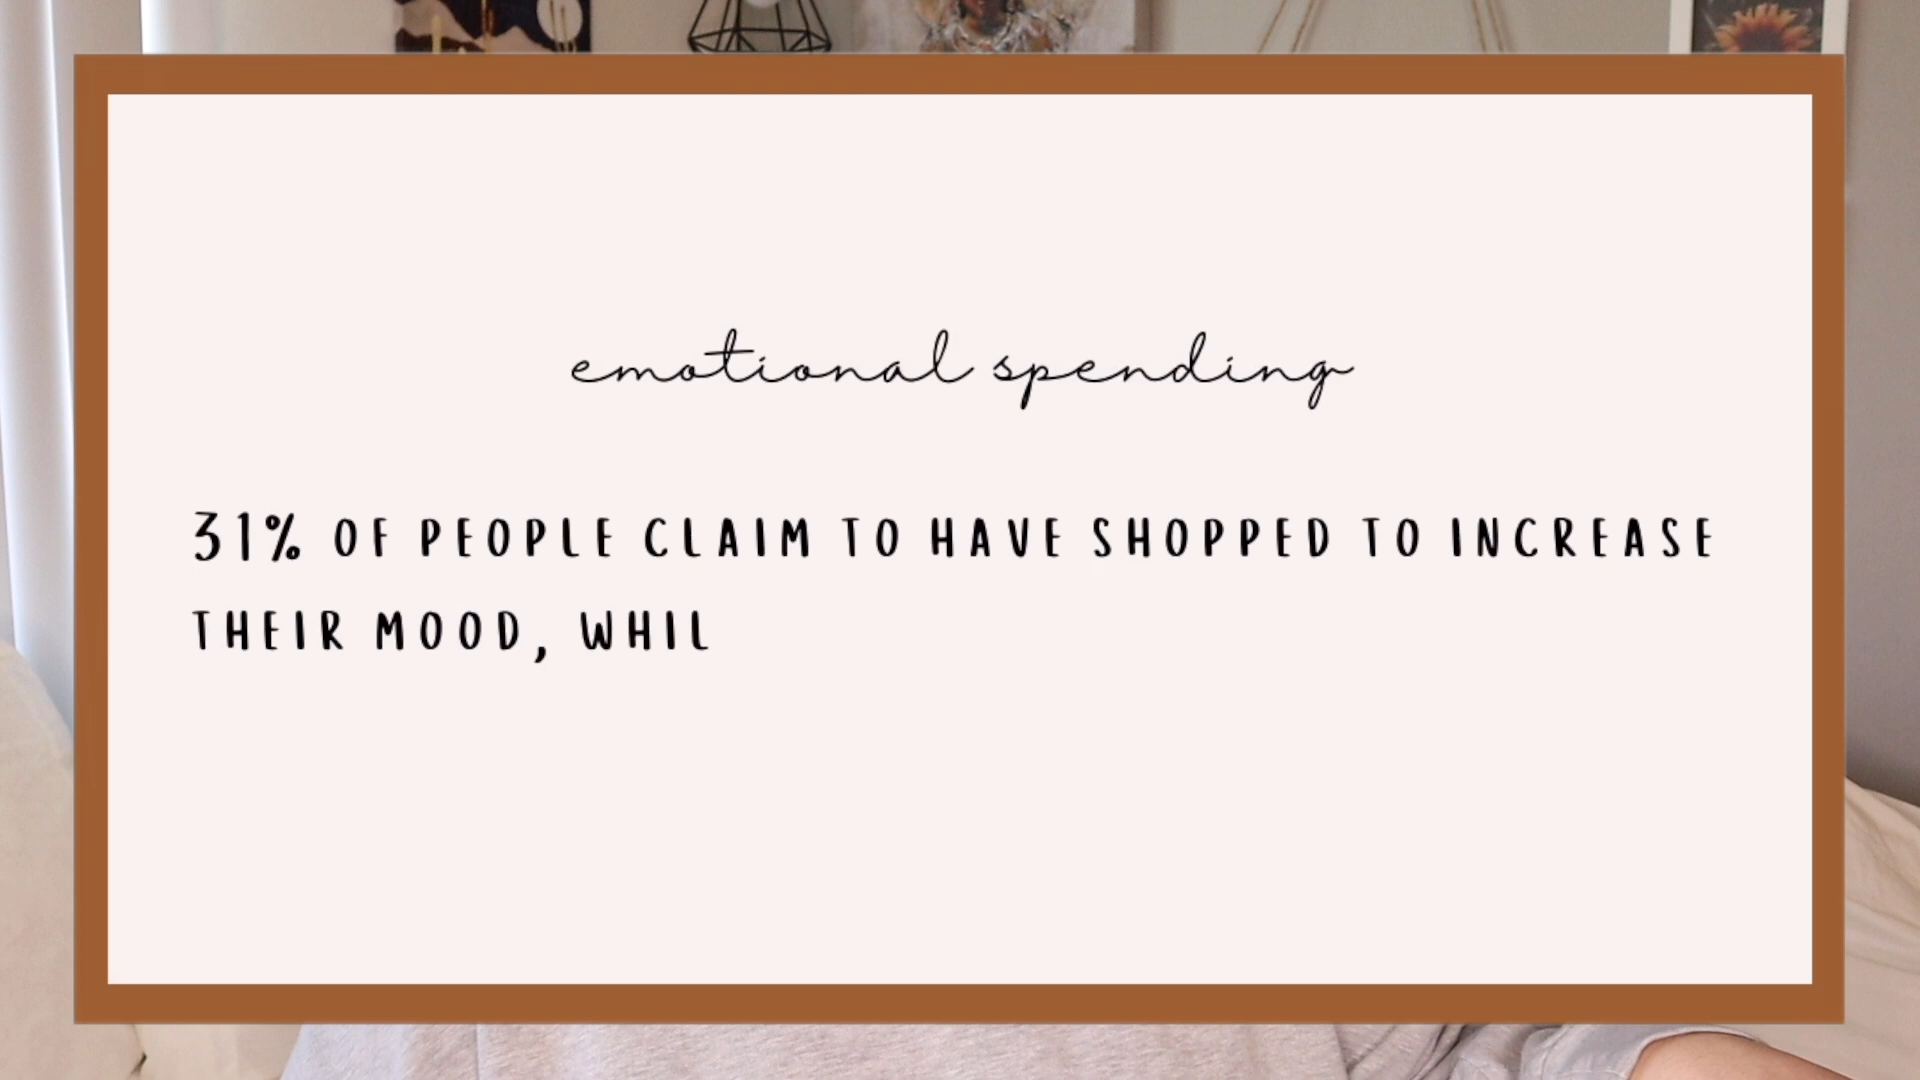 emotional spending
31% OF PEOPLE CLAIM TO HAVE SHOPPED TO INCREASE
THEIR MOOD, WHIL